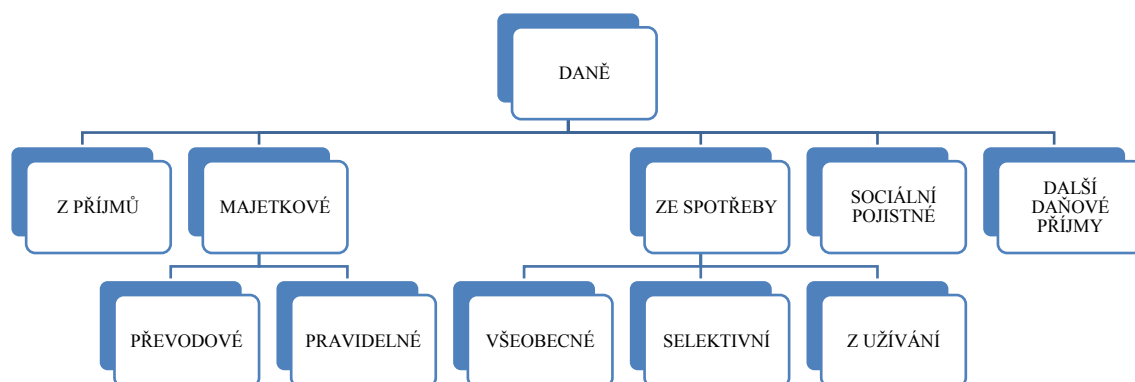 DANĚ
Z PŘÍJMŮ
MAJETKOVÉ
ZE SPOTŘEBY
SOCIÁLNÍ
POJISTNÉ
DALŠÍ
DAŇOVÉ
PŘÍJMY
PŘEVODOVÉ
PRAVIDELNÉ
VŠEOBECNÉ
SELEKTIVNÍ
Z UŽÍVÁNÍ